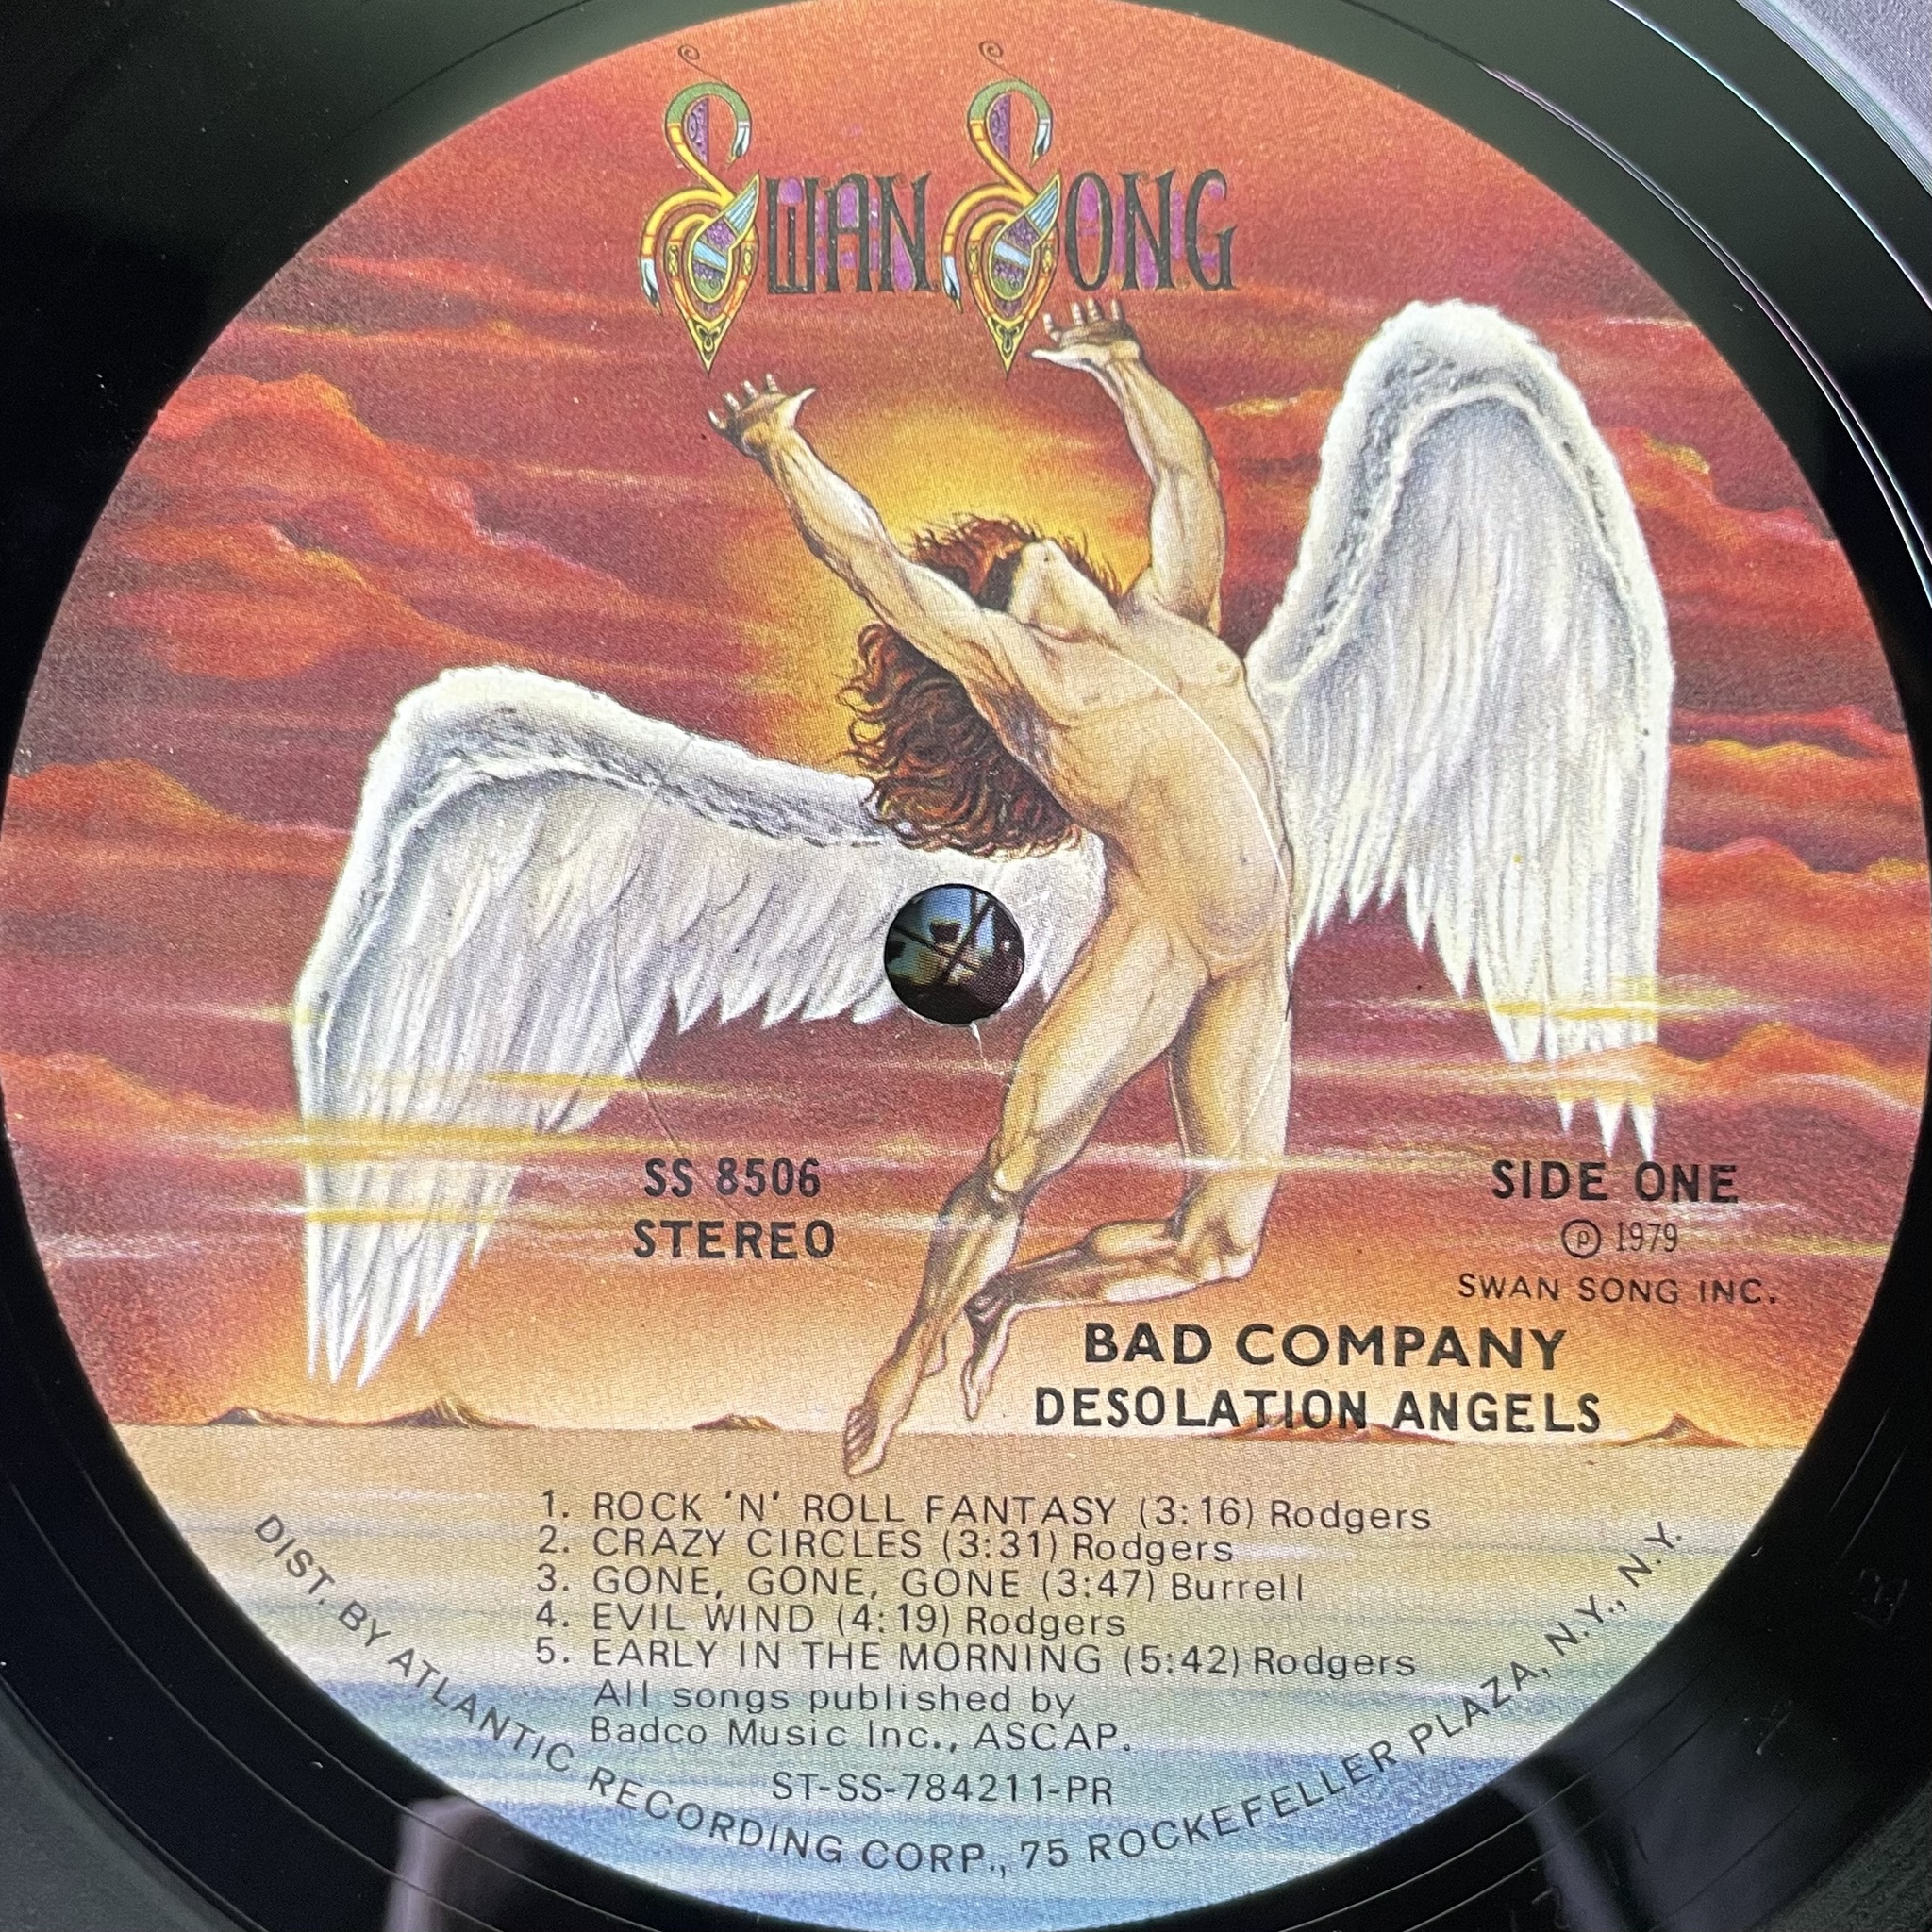 SWAN SONG
SS 8506
STEREO
SIDE ONE
Ⓟ 1979
SWAN SONG INC.
BAD COMPANY
DESOLATION ANGELS
1. ROCK 'N' ROLL FANTASY (3:16) Rodgers
2. CRAZY CIRCLES (3:31) Rodgers
3. GONE, GONE, GONE (3:47) Burrell
4. EVIL WIND (4:19) Rodgers
5. EARLY IN THE MORNING (5:42) Rodgers
All songs published by
Badco Music Inc., ASCAP.
ST-SS-784211-PR
DIST. BY ATLANTIC RECORDING CORP., 75 ROCKEFELLER PLAZA, N.Y., N.Y.